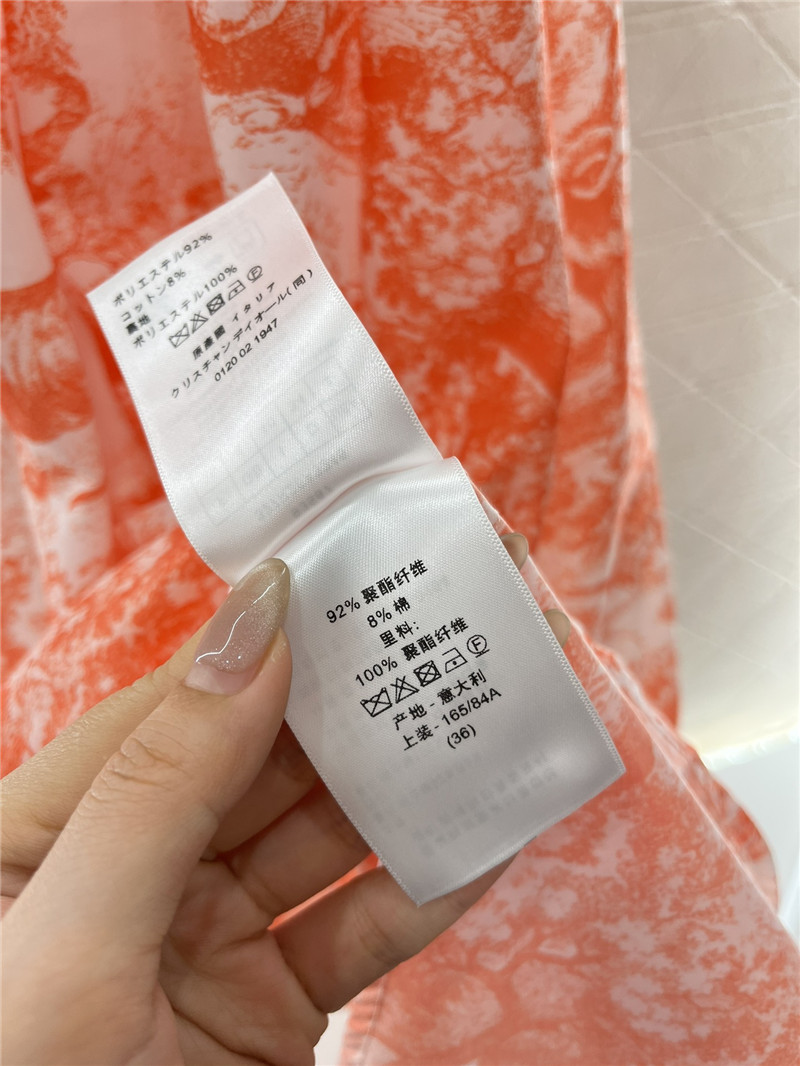 ポリエステル92%
コットン8%
裏地
ポリエステル100%
原産國 イタリア
クリスチャンディオール(同)
0120 02 1947
92% 聚酯纤维
8% 棉
里料:
100% 聚酯纤维
产地 - 意大利
上装 - 165/84A
(36)